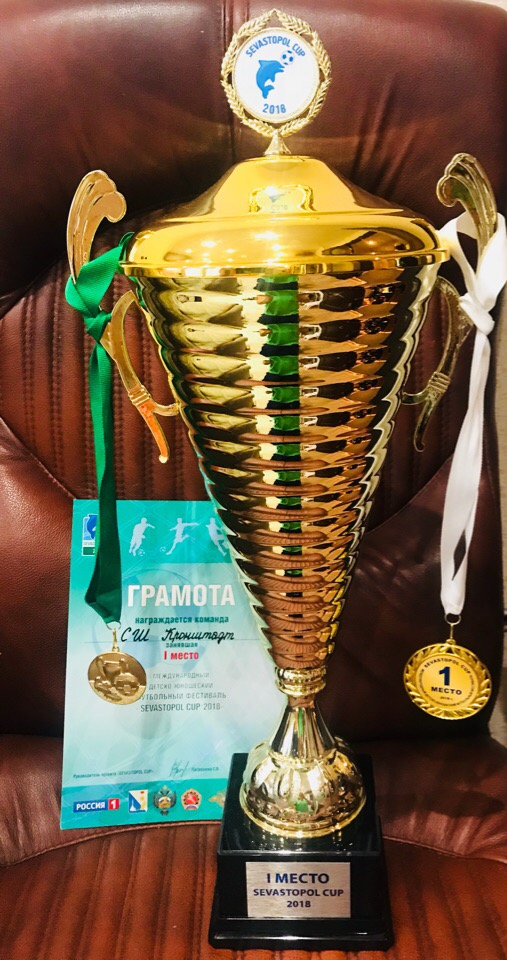 SEVASTOPOL CUP
2018
ГРАМОТА
награждается команда
СШ Кронштадт
занявшая
I место
МЕЖДУНАРОДНЫЙ
ДЕТСКО-ЮНОШЕСКИЙ
ФУТБОЛЬНЫЙ ФЕСТИВАЛЬ
SEVASTOPOL CUP 2018
РОССИЯ 1
SEVASTOPOL CUP
1
МЕСТО
I МЕСТО
SEVASTOPOL CUP
2018